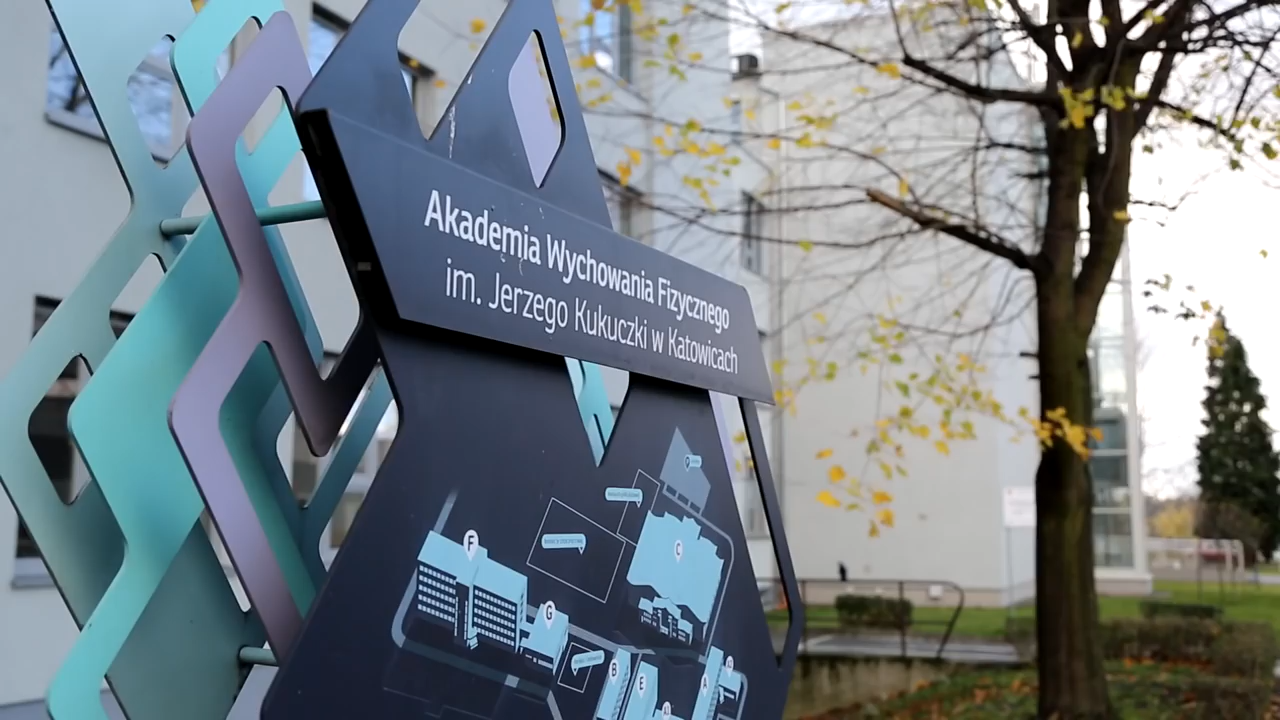 Akademia Wychowania Fizycznego
im. Jerzego Kukuczki w Katowicach
F
C
G
B
E
A